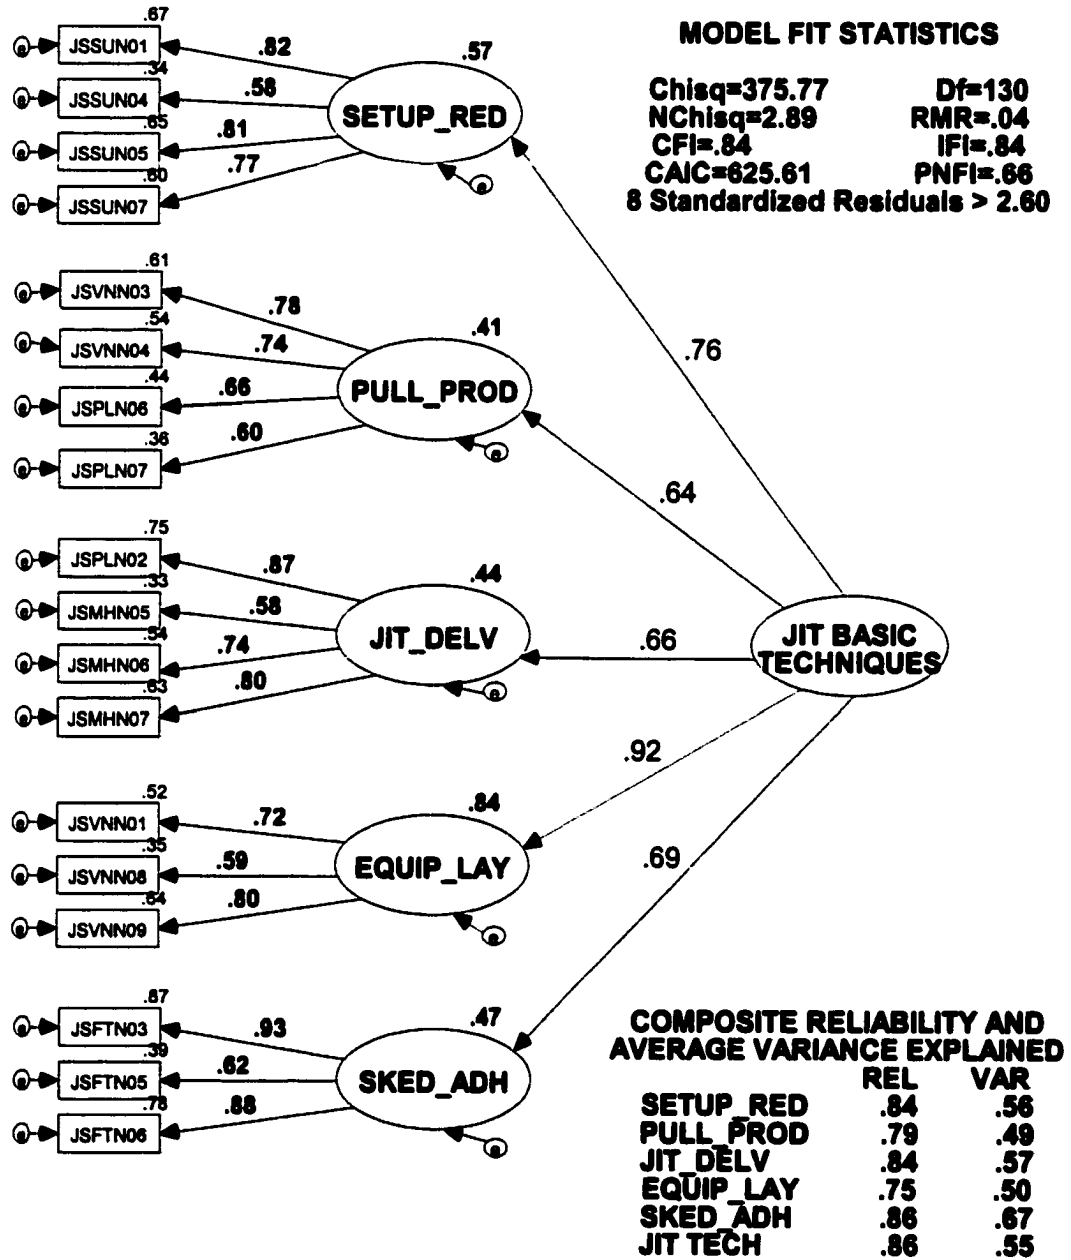 MODEL FIT STATISTICS
Chisq=375.77 Df=130
NChisq=2.89 RMR=.04
CFI=.84 IFI=.84
CAIC=625.61 PNFI=.66
8 Standardized Residuals > 2.60
.67
e JSSUN01 .82
.34
e JSSUN04 .58
.65
e JSSUN05 .81
.60
e JSSUN07 .77
.57
SETUP_RED
e
.76
.61
e JSVNN03 .78
.54
e JSVNN04 .74
.44
e JSPLN06 .66
.36
e JSPLN07 .60
.41
PULL_PROD
e
.64
.75
e JSPLN02 .87
.33
e JSMHN05 .58
.54
e JSMHN06 .74
.63
e JSMHN07 .80
.44
JIT_DELV
e
.66
JIT BASIC
TECHNIQUES
.52
e JSVNN01 .72
.35
e JSVNN08 .59
.64
e JSVNN09 .80
.84
EQUIP_LAY
e
.92
.87
e JSFTN03 .93
.39
e JSFTN05 .62
.78
e JSFTN06 .88
.47
SKED_ADH
e
.69
COMPOSITE RELIABILITY AND
AVERAGE VARIANCE EXPLAINED
REL VAR
SETUP_RED .84 .56
PULL_PROD .79 .49
JIT_DELV .84 .57
EQUIP_LAY .75 .50
SKED_ADH .86 .67
JIT TECH .86 .55